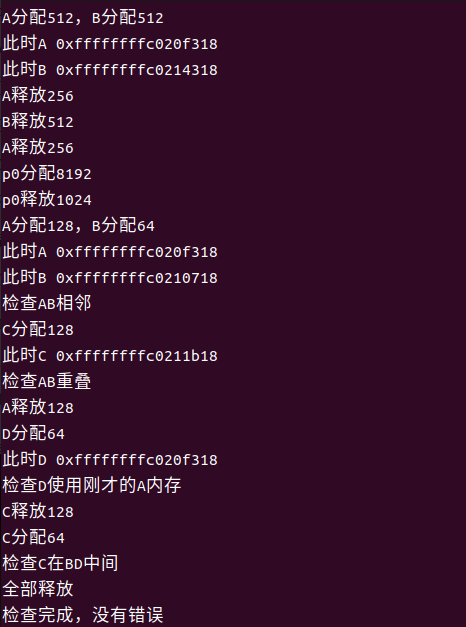 A分配512，B分配512
此时A 0xffffffffc020f318
此时B 0xffffffffc0214318
A释放256
B释放512
A释放256
p0分配8192
p0释放1024
A分配128，B分配64
此时A 0xffffffffc020f318
此时B 0xffffffffc0210718
检查AB相邻
C分配128
此时C 0xffffffffc0211b18
检查AB重叠
A释放128
D分配64
此时D 0xffffffffc020f318
检查D使用刚才的A内存
C释放128
C分配64
检查C在BD中间
全部释放
检查完成，没有错误